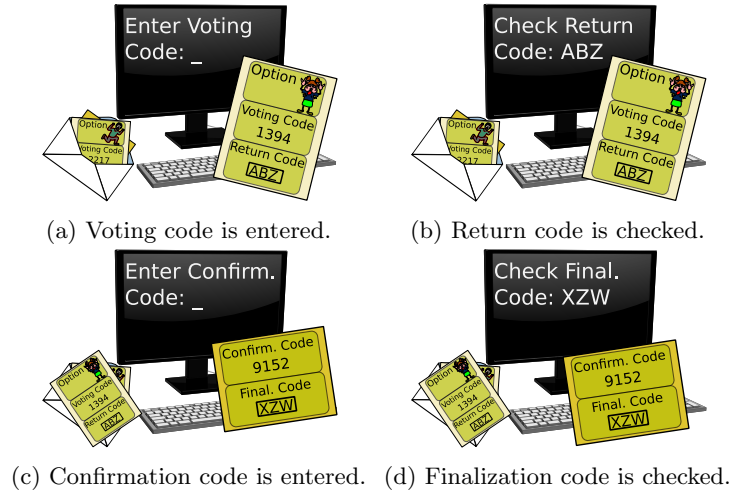 Enter Voting
Code: _
Option
Voting Code
1394
Return Code
ABZ
Option
Voting Code
2217
(a) Voting code is entered.
Check Return
Code: ABZ
Option
Voting Code
1394
Return Code
ABZ
Option
Voting Code
2217
(b) Return code is checked.
Enter Confirm.
Code: _
Confirm. Code
9152
Final. Code
XZW
Option
Voting Code
1394
Return Code
ABZ
(c) Confirmation code is entered.
Check Final.
Code: XZW
Confirm. Code
9152
Final. Code
XZW
Option
Voting Code
1394
Return Code
ABZ
(d) Finalization code is checked.